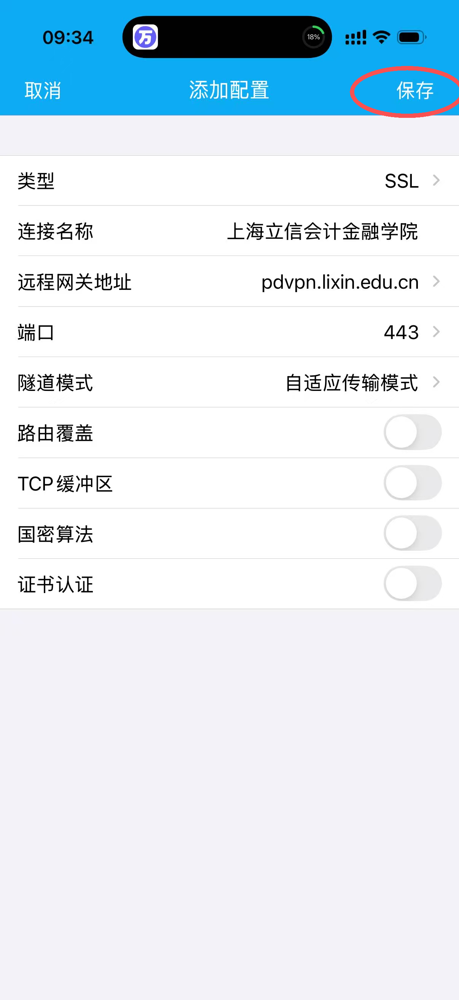 09:34
万
18%
取消
添加配置
保存
类型
SSL
连接名称
上海立信会计金融学院
远程网关地址
pdvpn.lixin.edu.cn
端口
443
隧道模式
自适应传输模式
路由覆盖
TCP缓冲区
国密算法
证书认证